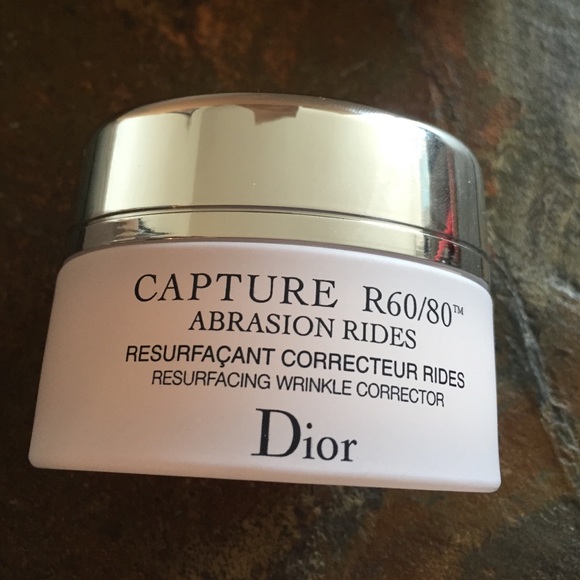 CAPTURE R60/80™
ABRASION RIDES
RESURFAÇANT CORRECTEUR RIDES
RESURFACING WRINKLE CORRECTOR
Dior